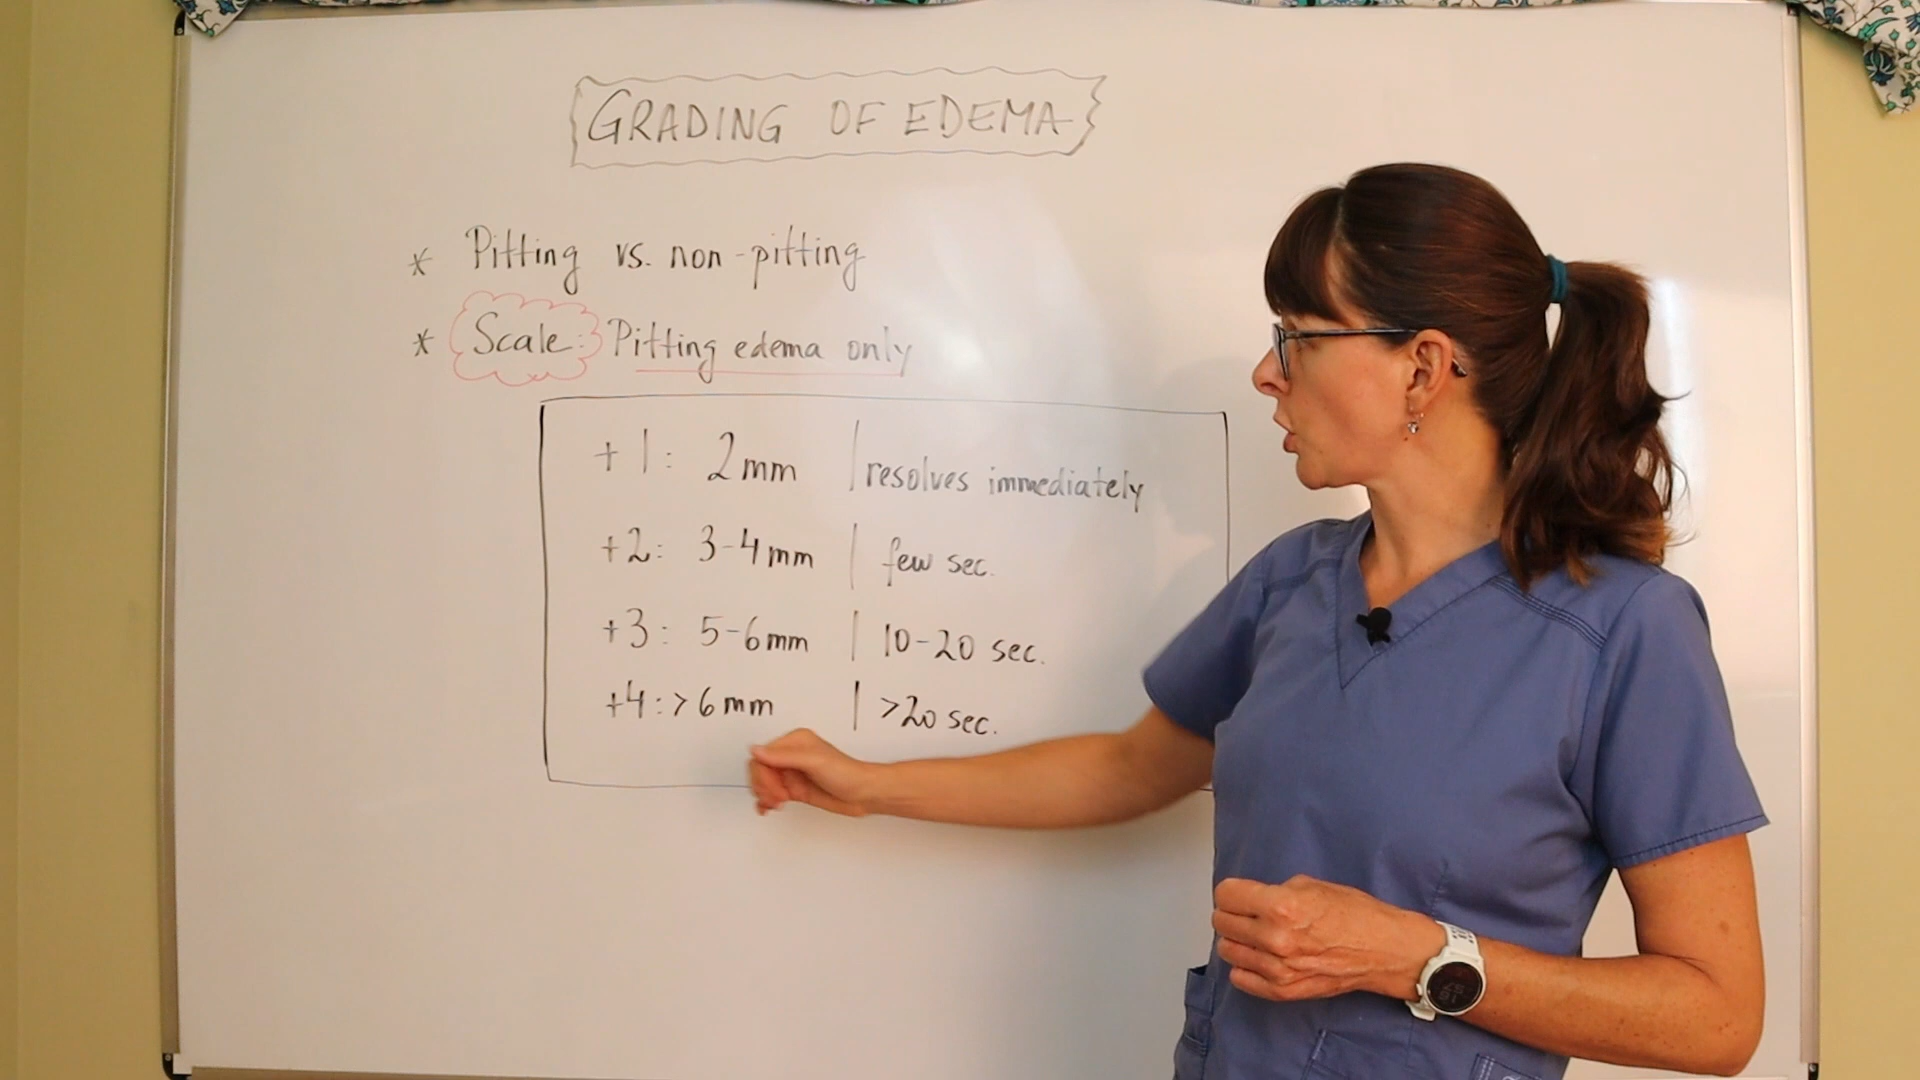 GRADING OF EDEMA
* Pitting vs. non-pitting
* Scale: Pitting edema only
+1: 2mm | resolves immediately
+2: 3-4mm | few sec.
+3: 5-6mm | 10-20 sec.
+4: >6mm | >20 sec.